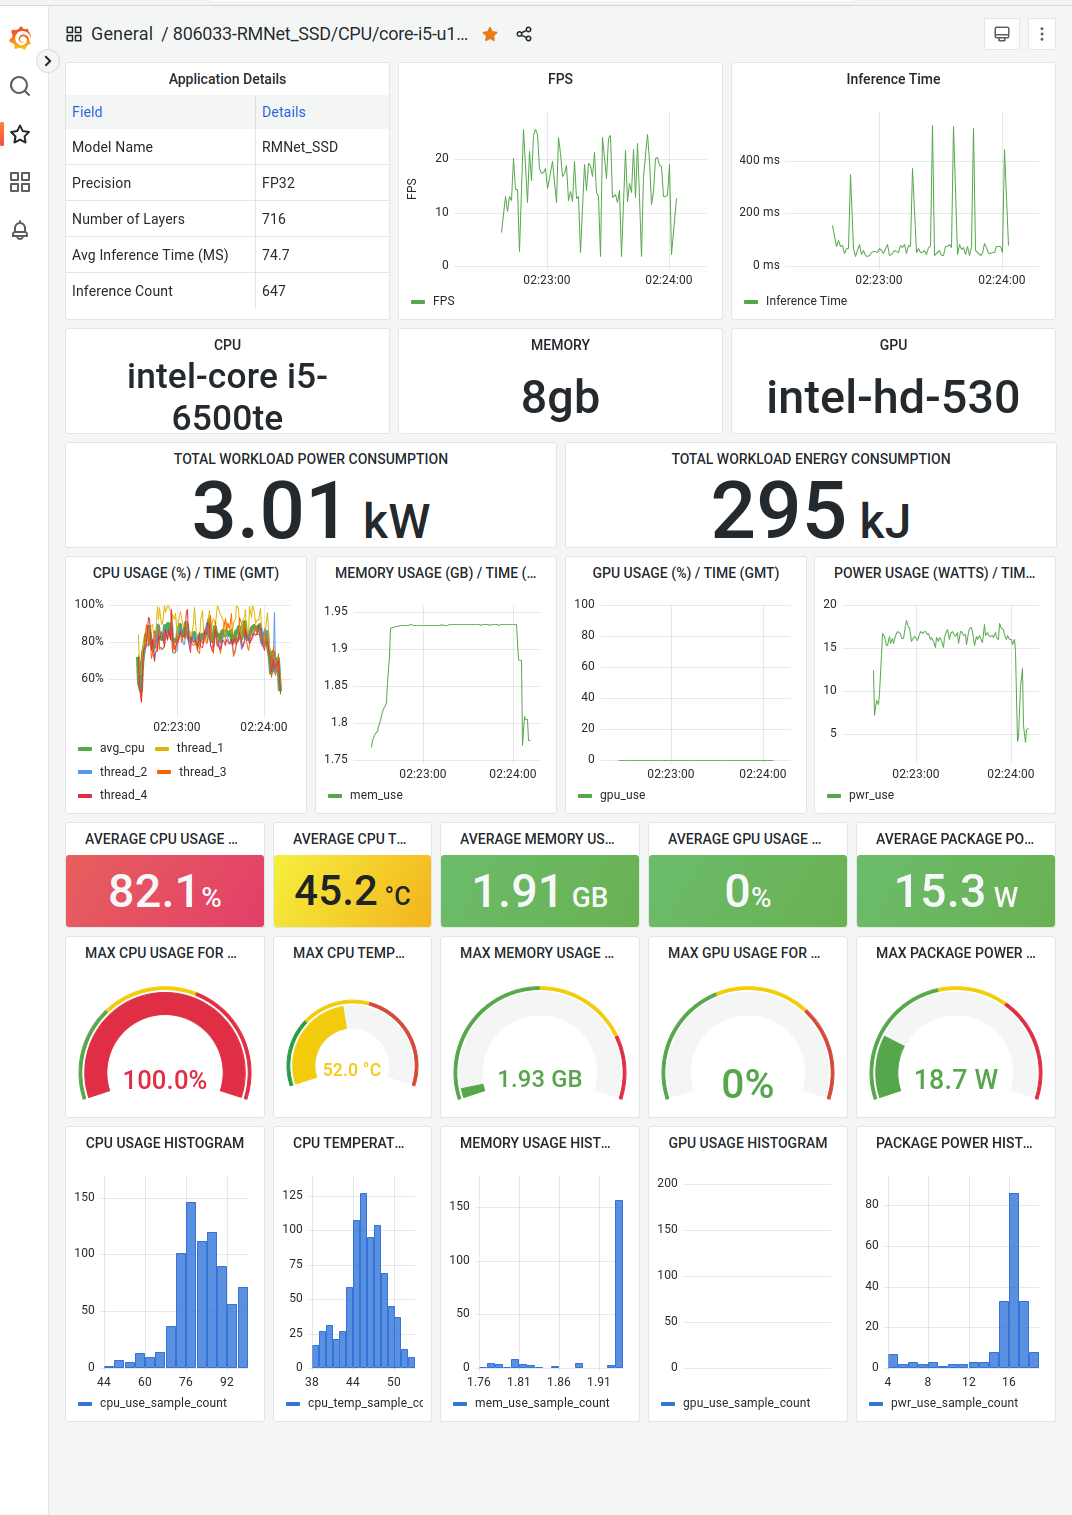 General / 806033-RMNet_SSD/CPU/core-i5-u1...
Application Details
Field Details
Model Name RMNet_SSD
Precision FP32
Number of Layers 716
Avg Inference Time (MS) 74.7
Inference Count 647
FPS
FPS
20
10
0
02:23:00 02:24:00
FPS
Inference Time
400 ms
200 ms
0 ms
02:23:00 02:24:00
Inference Time
CPU
intel-core i5-
6500te
MEMORY
8gb
GPU
intel-hd-530
TOTAL WORKLOAD POWER CONSUMPTION
3.01 kW
TOTAL WORKLOAD ENERGY CONSUMPTION
295 kJ
CPU USAGE (%) / TIME (GMT)
100%
80%
60%
02:23:00 02:24:00
avg_cpu thread_1
thread_2 thread_3
thread_4
MEMORY USAGE (GB) / TIME (...
1.95
1.9
1.85
1.8
1.75
02:23:00 02:24:00
mem_use
GPU USAGE (%) / TIME (GMT)
100
80
60
40
20
0
02:23:00 02:24:00
gpu_use
POWER USAGE (WATTS) / TIM...
20
15
10
5
02:23:00 02:24:00
pwr_use
AVERAGE CPU USAGE ...
82.1%
AVERAGE CPU T...
45.2 °C
AVERAGE MEMORY US...
1.91 GB
AVERAGE GPU USAGE ...
0%
AVERAGE PACKAGE PO...
15.3 W
MAX CPU USAGE FOR ...
100.0%
MAX CPU TEMP...
52.0 °C
MAX MEMORY USAGE ...
1.93 GB
MAX GPU USAGE FOR ...
0%
MAX PACKAGE POWER ...
18.7 W
CPU USAGE HISTOGRAM
150
100
50
0
44 60 76 92
cpu_use_sample_count
CPU TEMPERAT...
125
100
75
50
25
0
38 44 50
cpu_temp_sample_cc
MEMORY USAGE HIST...
150
100
50
0
1.76 1.81 1.86 1.91
mem_use_sample_count
GPU USAGE HISTOGRAM
200
150
100
50
0
gpu_use_sample_count
PACKAGE POWER HIST...
80
60
40
20
0
4 8 12 16
pwr_use_sample_count